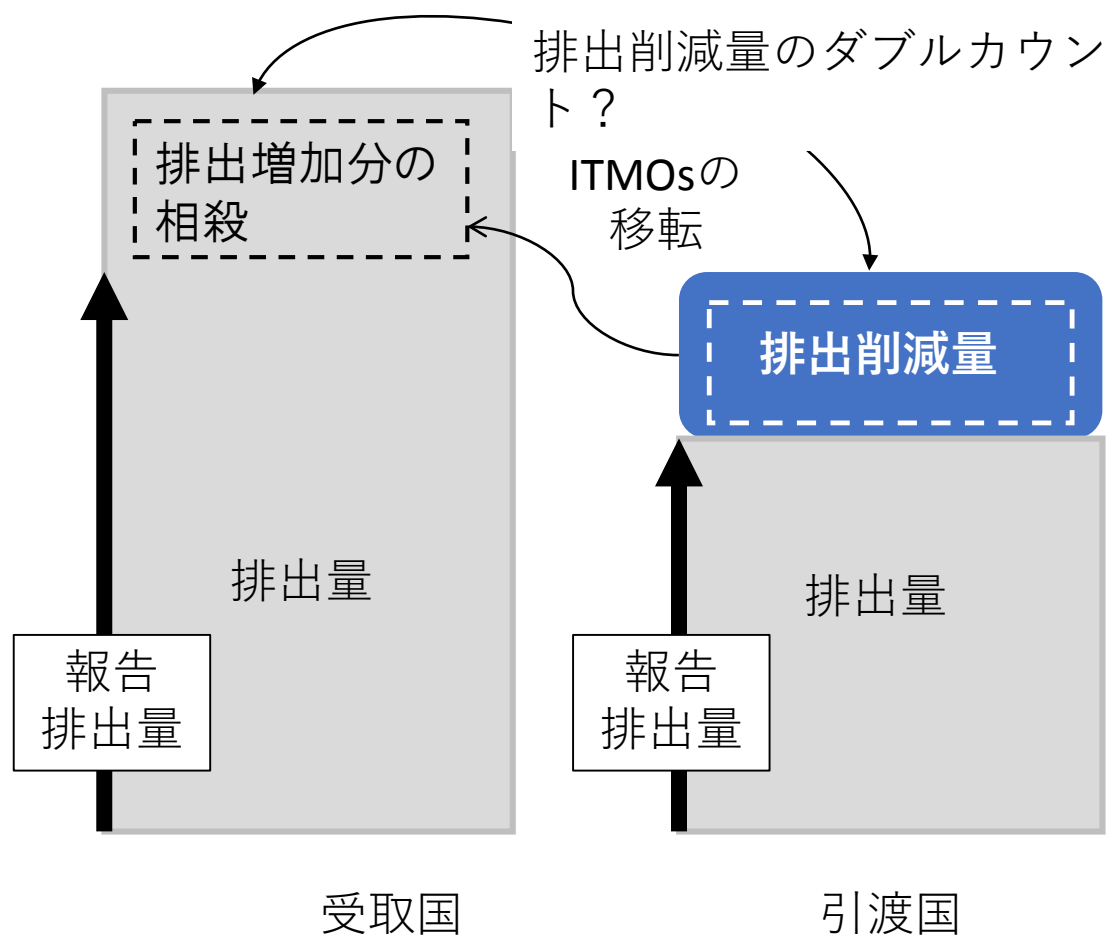 排出削減量のダブルカウン
ト？
排出増加分の
相殺
ITMOsの
移転
排出削減量
排出量
排出量
報告
排出量
報告
排出量
受取国
引渡国